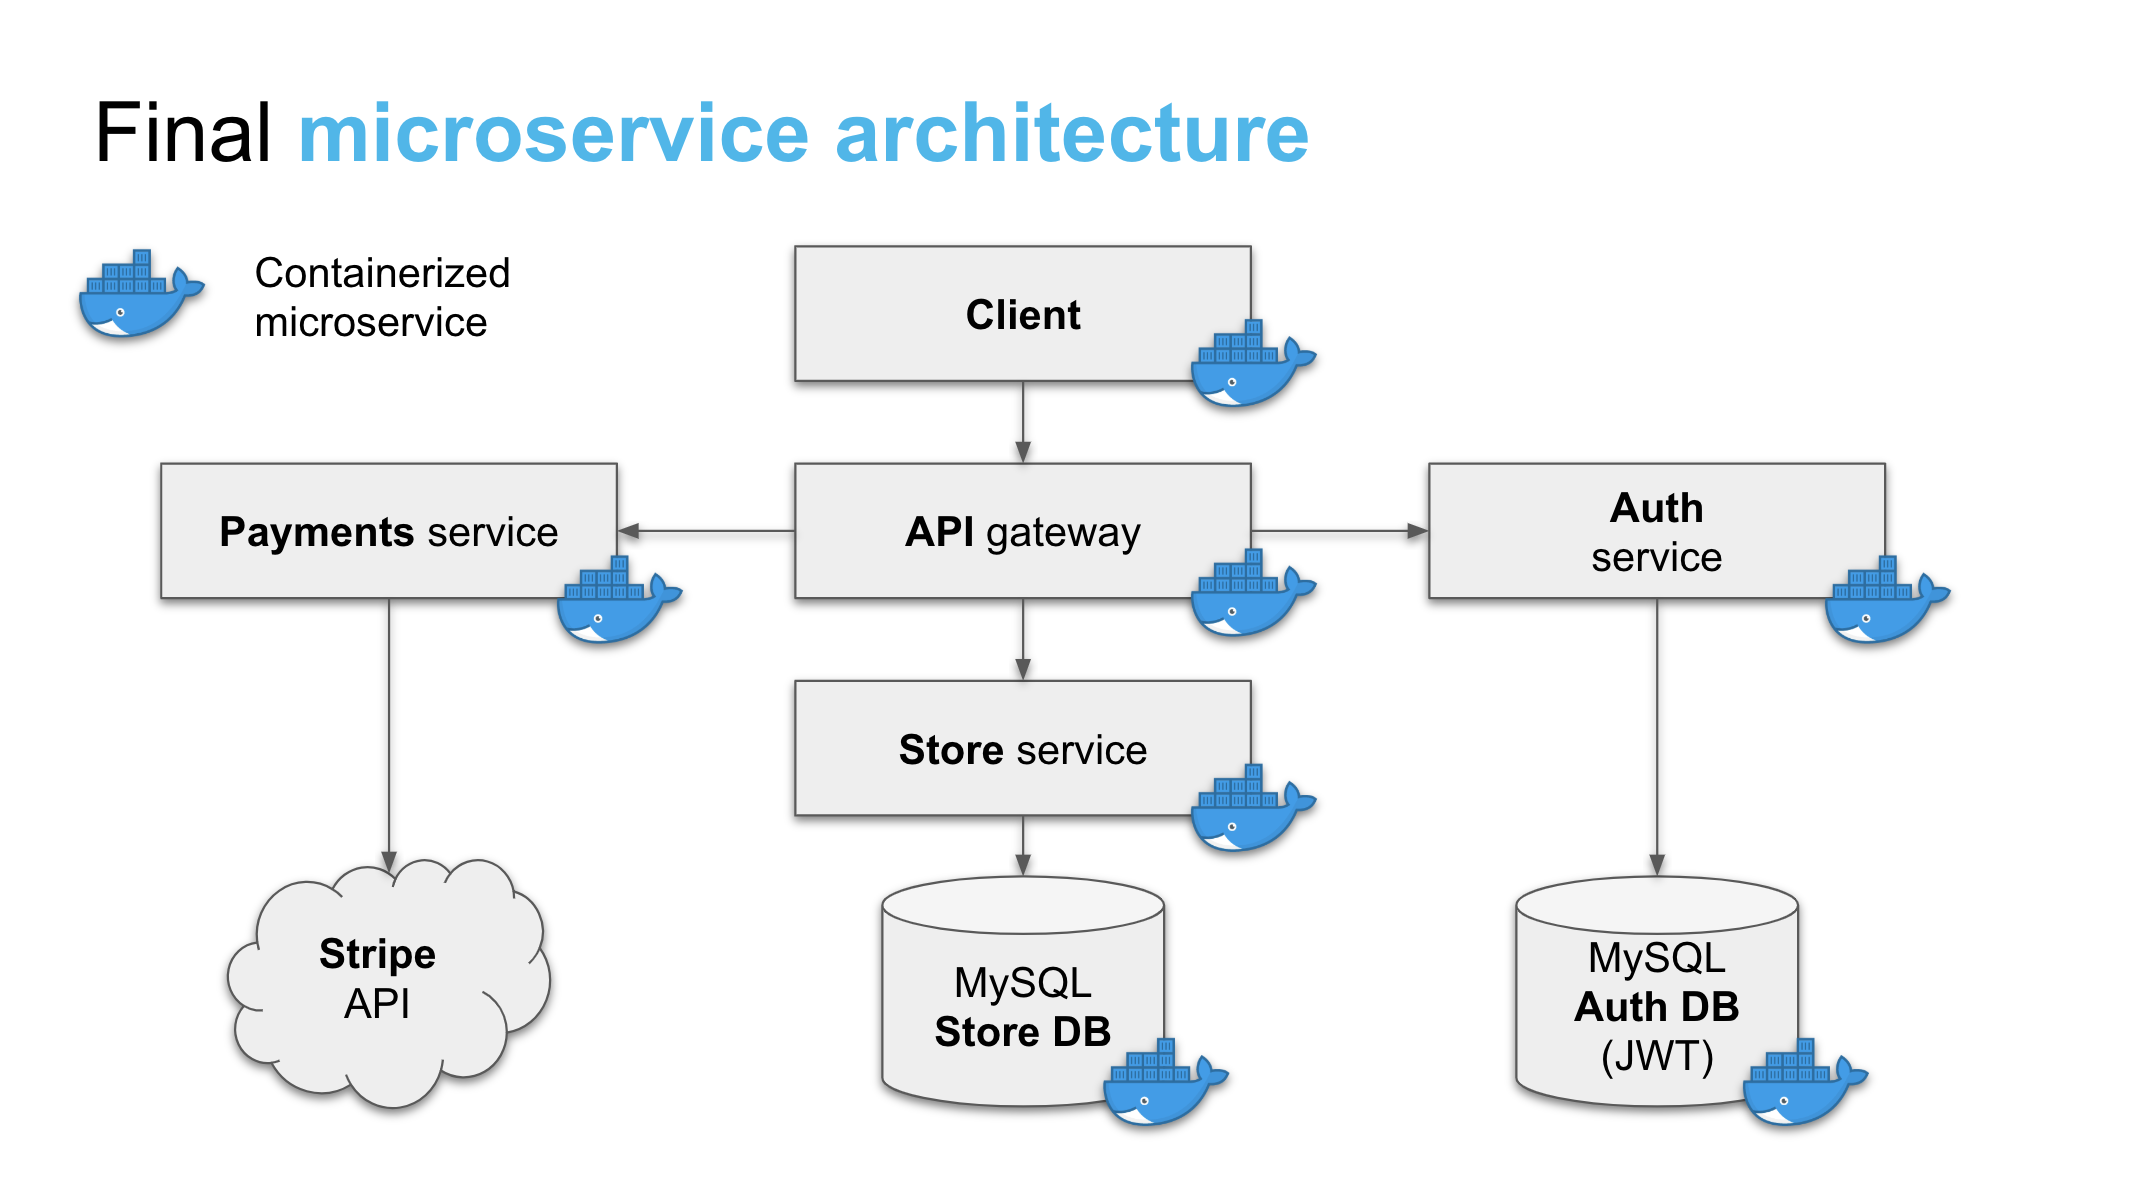 Final microservice architecture
Containerized
microservice
Client
Payments service
API gateway
Auth
service
Store service
Stripe
API
MySQL
Store DB
MySQL
Auth DB
(JWT)